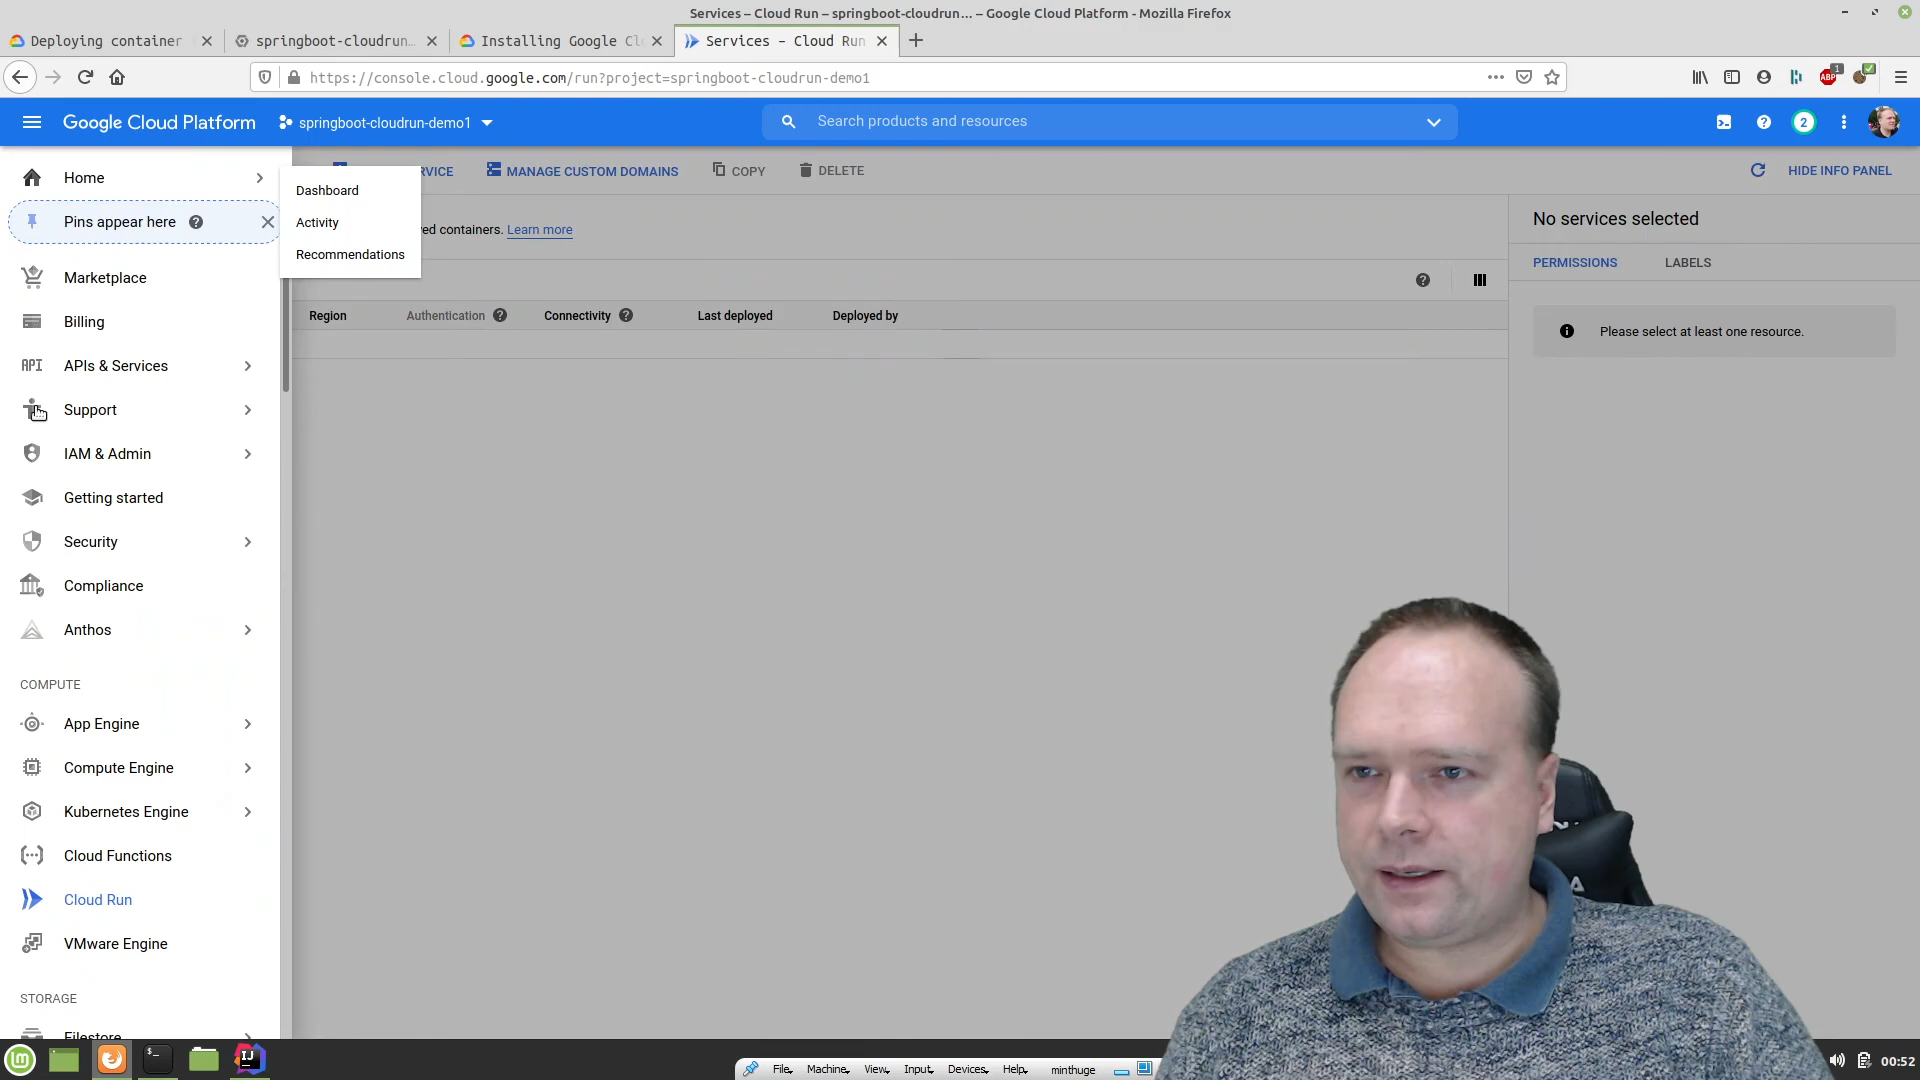 Services – Cloud Run – springboot-cloudrun… – Google Cloud Platform - Mozilla Firefox
Deploying container
springboot-cloudrun…
Installing Google Cl
Services – Cloud Run
https://console.cloud.google.com/run?project=springboot-cloudrun-demo1
ABP
1
Google Cloud Platform
springboot-cloudrun-demo1
Search products and resources
2
Home
Pins appear here
Marketplace
Billing
API
APIs & Services
Support
IAM & Admin
Getting started
Security
Compliance
Anthos
COMPUTE
App Engine
Compute Engine
Kubernetes Engine
Cloud Functions
Cloud Run
VMware Engine
STORAGE
Filestore
Dashboard
Activity
Recommendations
RVICE
MANAGE CUSTOM DOMAINS
COPY
DELETE
HIDE INFO PANEL
ed containers. Learn more
Region
Authentication
Connectivity
Last deployed
Deployed by
No services selected
PERMISSIONS
LABELS
Please select at least one resource.
File
Machine
View
Input
Devices
Help
minthuge
00:52